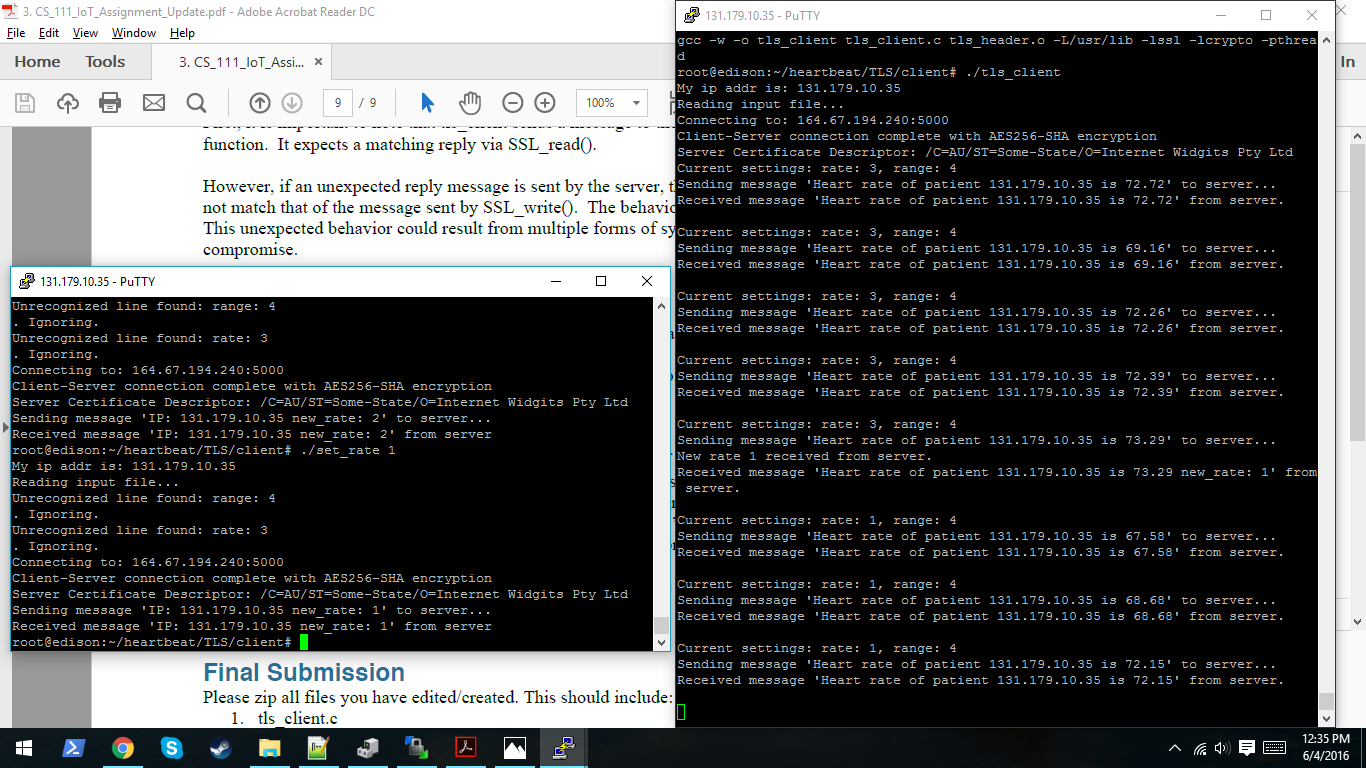 3. CS_111_IoT_Assignment_Update.pdf - Adobe Acrobat Reader DC
File Edit View Window Help
Home Tools 3. CS_111_IoT_Assi... × In
9 / 9 100%
function. It expects a matching reply via SSL_read().
However, if an unexpected reply message is sent by the server,
not match that of the message sent by SSL_write(). The
This unexpected behavior could result from multiple forms of
compromise.
131.179.10.35 - PuTTY
Unrecognized line found: range: 4
. Ignoring.
Unrecognized line found: rate: 3
. Ignoring.
Connecting to: 164.67.194.240:5000
Client-Server connection complete with AES256-SHA encryption
Server Certificate Descriptor: /C=AU/ST=Some-State/O=Internet Widgits Pty Ltd
Sending message 'IP: 131.179.10.35 new_rate: 2' to server...
Received message 'IP: 131.179.10.35 new_rate: 2' from server
root@edison:~/heartbeat/TLS/client# ./set_rate 1
My ip addr is: 131.179.10.35
Reading input file...
Unrecognized line found: range: 4
. Ignoring.
Unrecognized line found: rate: 3
. Ignoring.
Connecting to: 164.67.194.240:5000
Client-Server connection complete with AES256-SHA encryption
Server Certificate Descriptor: /C=AU/ST=Some-State/O=Internet Widgits Pty Ltd
Sending message 'IP: 131.179.10.35 new_rate: 1' to server...
Received message 'IP: 131.179.10.35 new_rate: 1' from server
root@edison:~/heartbeat/TLS/client#
Final Submission
Please zip all files you have edited/created. This should include:
1. tls_client.c
131.179.10.35 - PuTTY
gcc -w -o tls_client tls_client.c tls_header.o -L/usr/lib -lssl -lcrypto -pthrea
d
root@edison:~/heartbeat/TLS/client# ./tls_client
My ip addr is: 131.179.10.35
Reading input file...
Connecting to: 164.67.194.240:5000
Client-Server connection complete with AES256-SHA encryption
Server Certificate Descriptor: /C=AU/ST=Some-State/O=Internet Widgits Pty Ltd
Current settings: rate: 3, range: 4
Sending message 'Heart rate of patient 131.179.10.35 is 72.72' to server...
Received message 'Heart rate of patient 131.179.10.35 is 72.72' from server.
Current settings: rate: 3, range: 4
Sending message 'Heart rate of patient 131.179.10.35 is 69.16' to server...
Received message 'Heart rate of patient 131.179.10.35 is 69.16' from server.
Current settings: rate: 3, range: 4
Sending message 'Heart rate of patient 131.179.10.35 is 72.26' to server...
Received message 'Heart rate of patient 131.179.10.35 is 72.26' from server.
Current settings: rate: 3, range: 4
Sending message 'Heart rate of patient 131.179.10.35 is 72.39' to server...
Received message 'Heart rate of patient 131.179.10.35 is 72.39' from server.
Current settings: rate: 3, range: 4
Sending message 'Heart rate of patient 131.179.10.35 is 73.29' to server...
New rate 1 received from server.
Received message 'Heart rate of patient 131.179.10.35 is 73.29 new_rate: 1' from
server.
Current settings: rate: 1, range: 4
Sending message 'Heart rate of patient 131.179.10.35 is 67.58' to server...
Received message 'Heart rate of patient 131.179.10.35 is 67.58' from server.
Current settings: rate: 1, range: 4
Sending message 'Heart rate of patient 131.179.10.35 is 68.68' to server...
Received message 'Heart rate of patient 131.179.10.35 is 68.68' from server.
Current settings: rate: 1, range: 4
Sending message 'Heart rate of patient 131.179.10.35 is 72.15' to server...
Received message 'Heart rate of patient 131.179.10.35 is 72.15' from server.
12:35 PM
6/4/2016